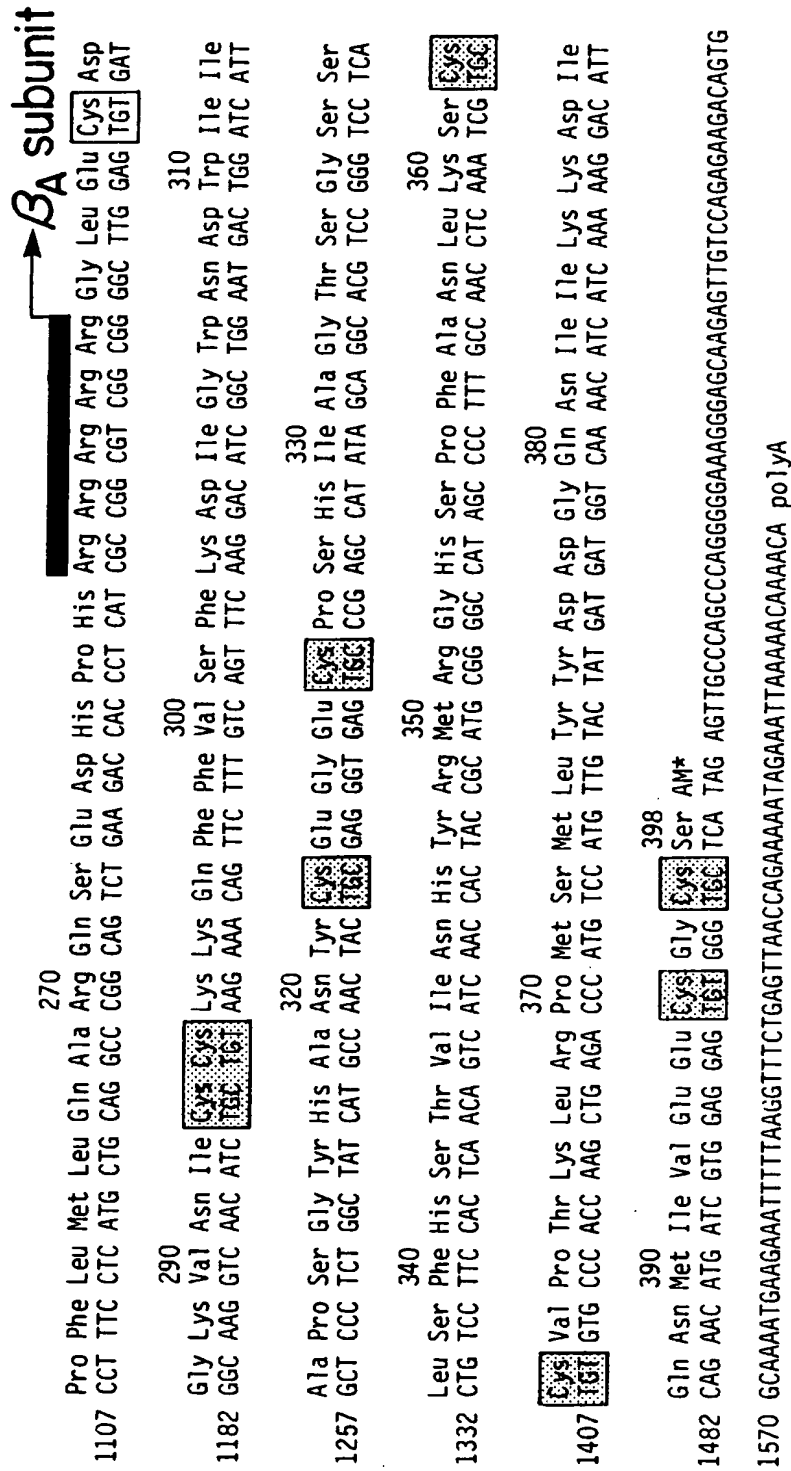 βA subunit
270
Pro Phe Leu Met Leu Gln Ala Arg Gln Ser Glu Asp His Pro His Arg Arg Arg Arg Arg Gly Leu Glu Cys Asp
1107 CCT TTC CTC ATG CTG CAG GCC CGG CAG TCT GAA GAC CAC CCT CAT CGC CGG CGT CGG CGG GGC TTG GAG TGT GAT
290 300 310
Gly Lys Val Asn Ile Cys Cys Lys Lys Gln Phe Phe Val Ser Phe Lys Asp Ile Gly Trp Asn Asp Trp Ile Ile
1182 GGC AAG GTC AAC ATC TGC TGT AAG AAA CAG TTC TTT GTC AGT TTC AAG GAC ATC GGC TGG AAT GAC TGG ATC ATT
320 330
Ala Pro Ser Gly Tyr His Ala Asn Tyr Cys Glu Gly Glu Cys Pro Ser His Ile Ala Gly Thr Ser Gly Ser Ser
1257 GCT CCC TCT GGC TAT CAT GCC AAC TAC TGC GAG GGT GAG TGC CCG AGC CAT ATA GCA GGC ACG TCC GGG TCC TCA
340 350 360
Leu Ser Phe His Ser Thr Val Ile Asn His Tyr Arg Met Arg Gly His Ser Pro Phe Ala Asn Leu Lys Ser Cys
1332 CTG TCC TTC CAC TCA ACA GTC ATC AAC CAC TAC CGC ATG CGG GGC CAT AGC CCC TTT GCC AAC CTC AAA TCG TGC
370 380
Cys Val Pro Thr Lys Leu Arg Pro Met Ser Met Leu Tyr Tyr Asp Asp Gly Gln Asn Ile Ile Lys Lys Asp Ile
1407 TGT GTG CCC ACC AAG CTG AGA CCC ATG TCC ATG TTG TAC TAT GAT GAT GGT CAA AAC ATC ATC AAA AAG GAC ATT
390 398
Gln Asn Met Ile Val Glu Glu Cys Gly Cys Ser AM*
1482 CAG AAC ATG ATC GTG GAG GAG TGT GGG TGC TCA TAG AGTTGCCCAGCCCAGGGGGAAAGGGAGCAAGAGTTGTCCAGAGAAGACAGTG
1570 GCAAAATGAAGAAATTTTTAAGGTTTCTGAGTTAACCAGAAAAATAGAAATTAAAAACAAAACA polyA